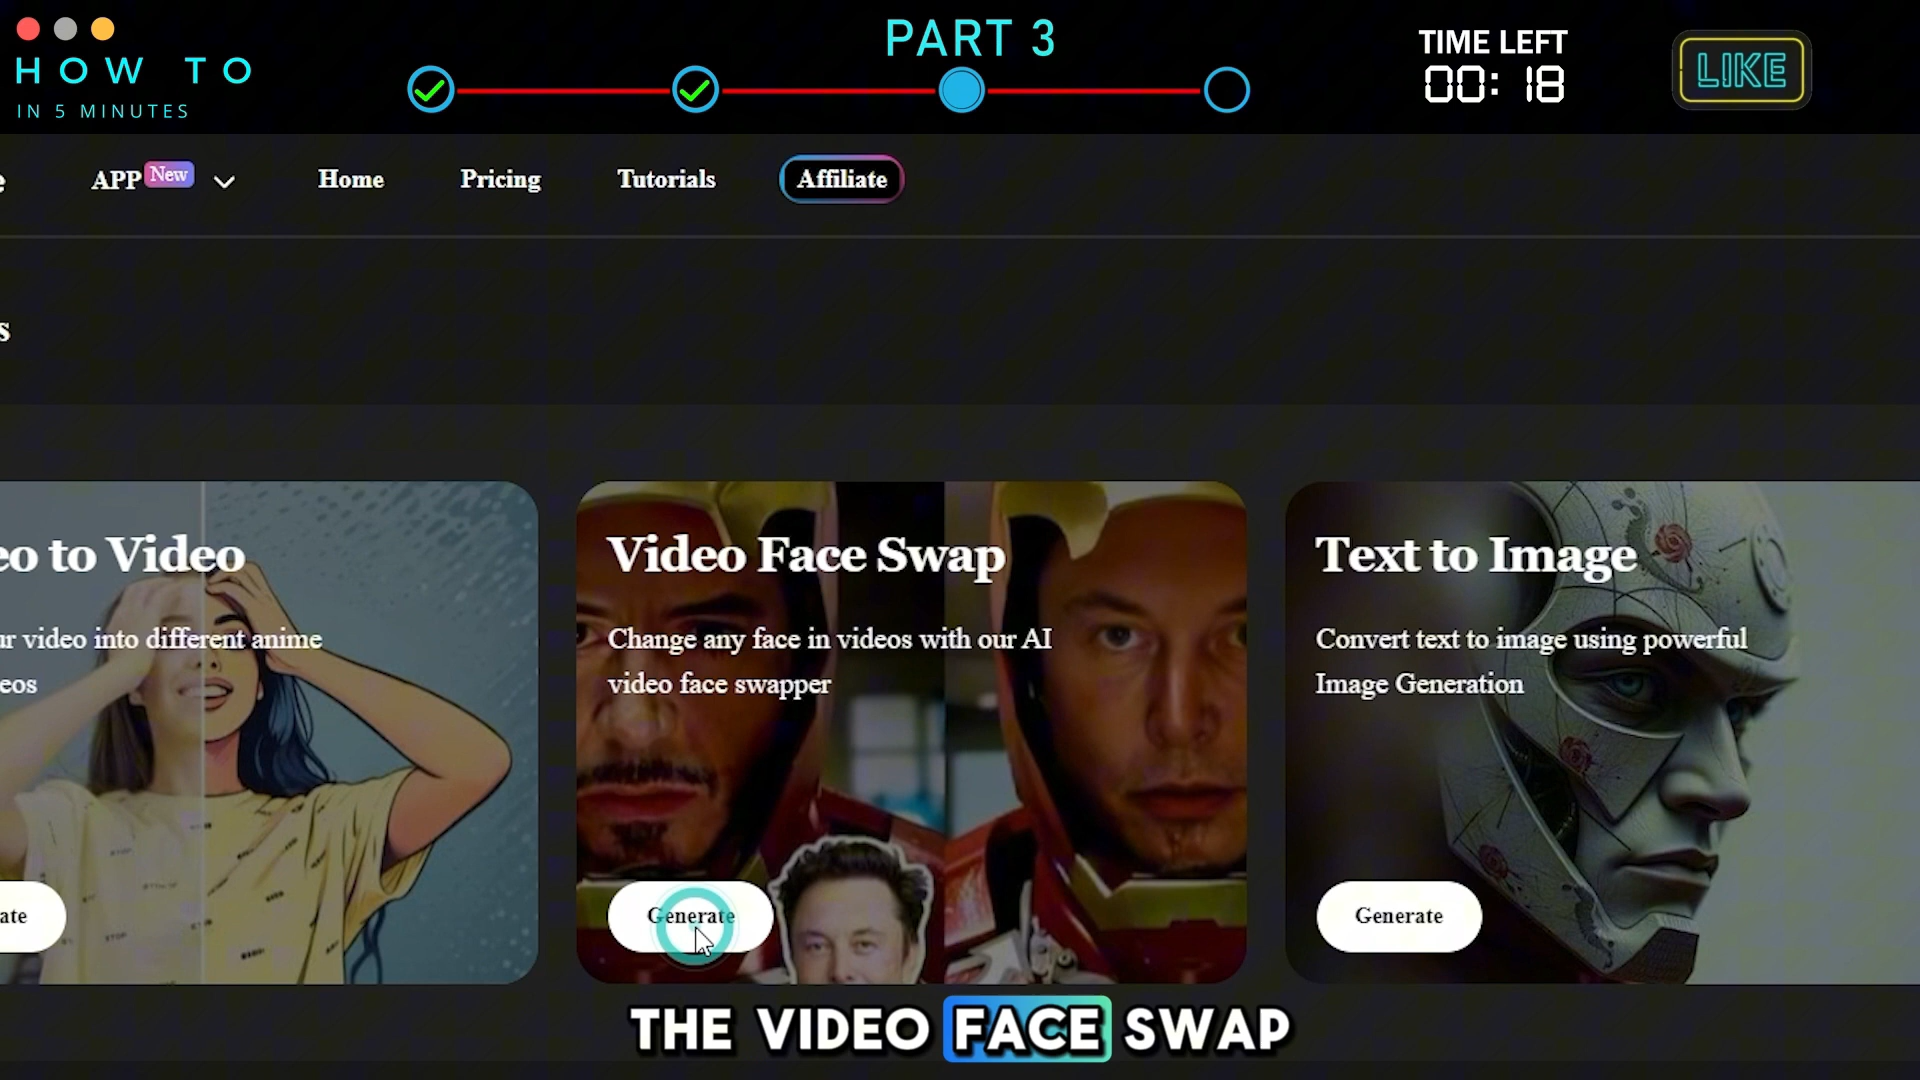 PART 3
TIME LEFT
00: 18
LIKE
HOW TO
IN 5 MINUTES
APP New
Home
Pricing
Tutorials
Affiliate
s
eo to Video
ur video into different anime
eos
ate
Video Face Swap
Change any face in videos with our AI
video face swapper
Generate
Text to Image
Convert text to image using powerful
Image Generation
Generate
THE VIDEO FACE SWAP